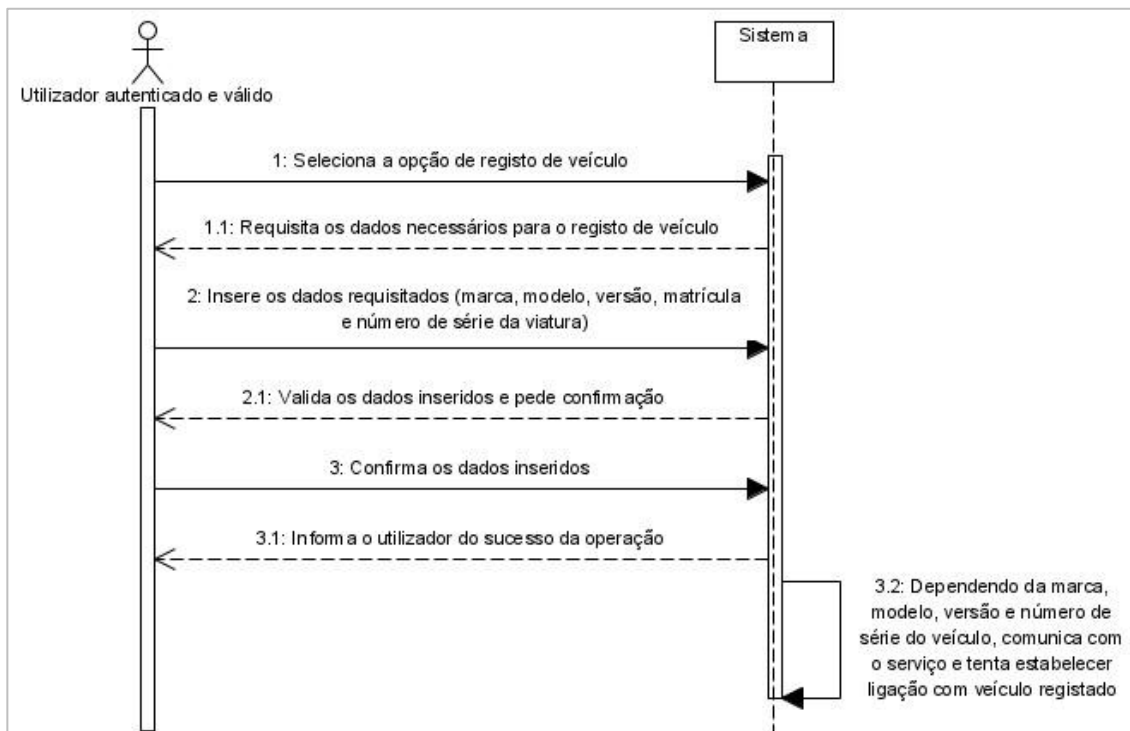 Sistema
Utilizador autenticado e válido
1: Seleciona a opção de registo de veículo
1.1: Requisita os dados necessários para o registo de veículo
2: Insere os dados requisitados (marca, modelo, versão, matrícula
e número de série da viatura)
2.1: Valida os dados inseridos e pede confirmação
3: Confirma os dados inseridos
3.1: Informa o utilizador do sucesso da operação
3.2: Dependendo da marca,
modelo, versão e número de
série do veículo, comunica com
o serviço e tenta estabelecer
ligação com veículo registado